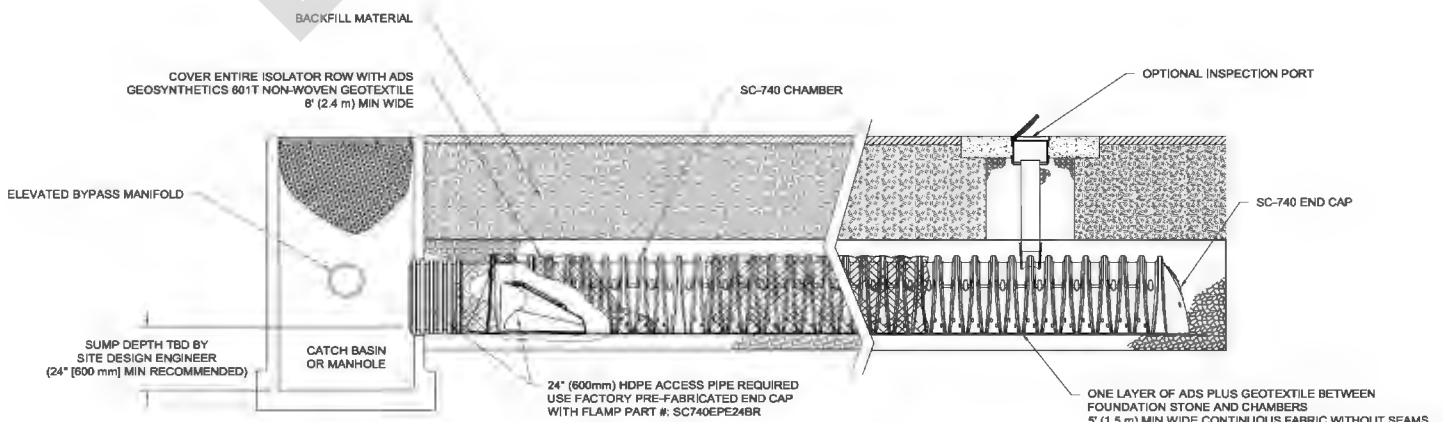 BACKFILL MATERIAL
COVER ENTIRE ISOLATOR ROW WITH ADS
GEOSYNTHETICS 601T NON-WOVEN GEOTEXTILE
8' (2.4 m) MIN WIDE
SC-740 CHAMBER
OPTIONAL INSPECTION PORT
ELEVATED BYPASS MANIFOLD
SC-740 END CAP
SUMP DEPTH TBD BY
SITE DESIGN ENGINEER
(24" [600 mm] MIN RECOMMENDED)
CATCH BASIN
OR MANHOLE
24" (600mm) HDPE ACCESS PIPE REQUIRED
USE FACTORY PRE-FABRICATED END CAP
WITH FLAMP PART #: SC740EPE24BR
ONE LAYER OF ADS PLUS GEOTEXTILE BETWEEN
FOUNDATION STONE AND CHAMBERS
5' (1.5 m) MIN WIDE CONTINUOUS FABRIC WITHOUT SEAMS